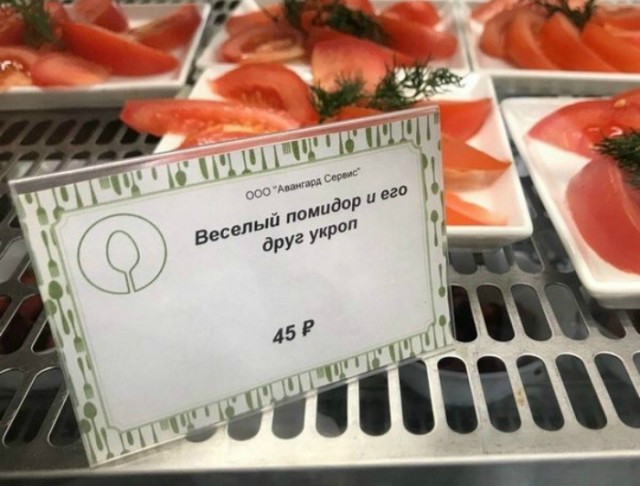 ООО "Авангард Сервис"
Веселый помидор и его
друг укроп
45 ₽